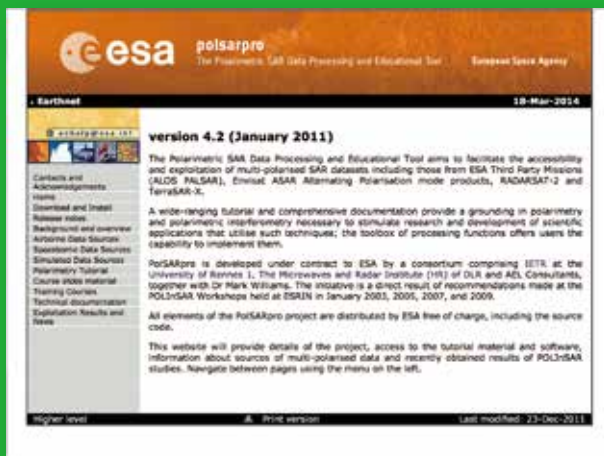 esa
polsarpro
The Polarimetric SAR Data Processing and Educational Tool
European Space Agency
Earthnet
18-Mar-2014
eohelp@esa.int
Contacts and
Acknowledgements
Home
Download and Install
Release notes
Background and overview
Airborne Data Sources
Spaceborne Data Sources
Simulated Data Sources
Polarimetry Tutorial
Course slides material
Training Courses
Technical documentation
Exploitation Results and
News
version 4.2 (January 2011)
The Polarimetric SAR Data Processing and Educational Tool aims to facilitate the accessibility
and exploitation of multi-polarised SAR datasets including those from ESA Third Party Missions
(ALOS PALSAR), Envisat ASAR Alternating Polarisation mode products, RADARSAT-2 and
TerraSAR-X.
A wide-ranging tutorial and comprehensive documentation provide a grounding in polarimetry
and polarimetric interferometry necessary to stimulate research and development of scientific
applications that utilise such techniques; the toolbox of processing functions offers users the
capability to implement them.
PolSARpro is developed under contract to ESA by a consortium comprising IETR at the
University of Rennes 1, The Microwaves and Radar Institute (HR) of DLR and AEL Consultants,
together with Dr Mark Williams. The initiative is a direct result of recommendations made at the
POLInSAR Workshops held at ESRIN in January 2003, 2005, 2007, and 2009.
All elements of the PolSARpro project are distributed by ESA free of charge, including the source
code.
This website will provide details of the project, access to the tutorial material and software,
information about sources of multi-polarised data and recently obtained results of POLInSAR
studies. Navigate between pages using the menu on the left.
Higher level
Print version
Last modified: 23-Dec-2011